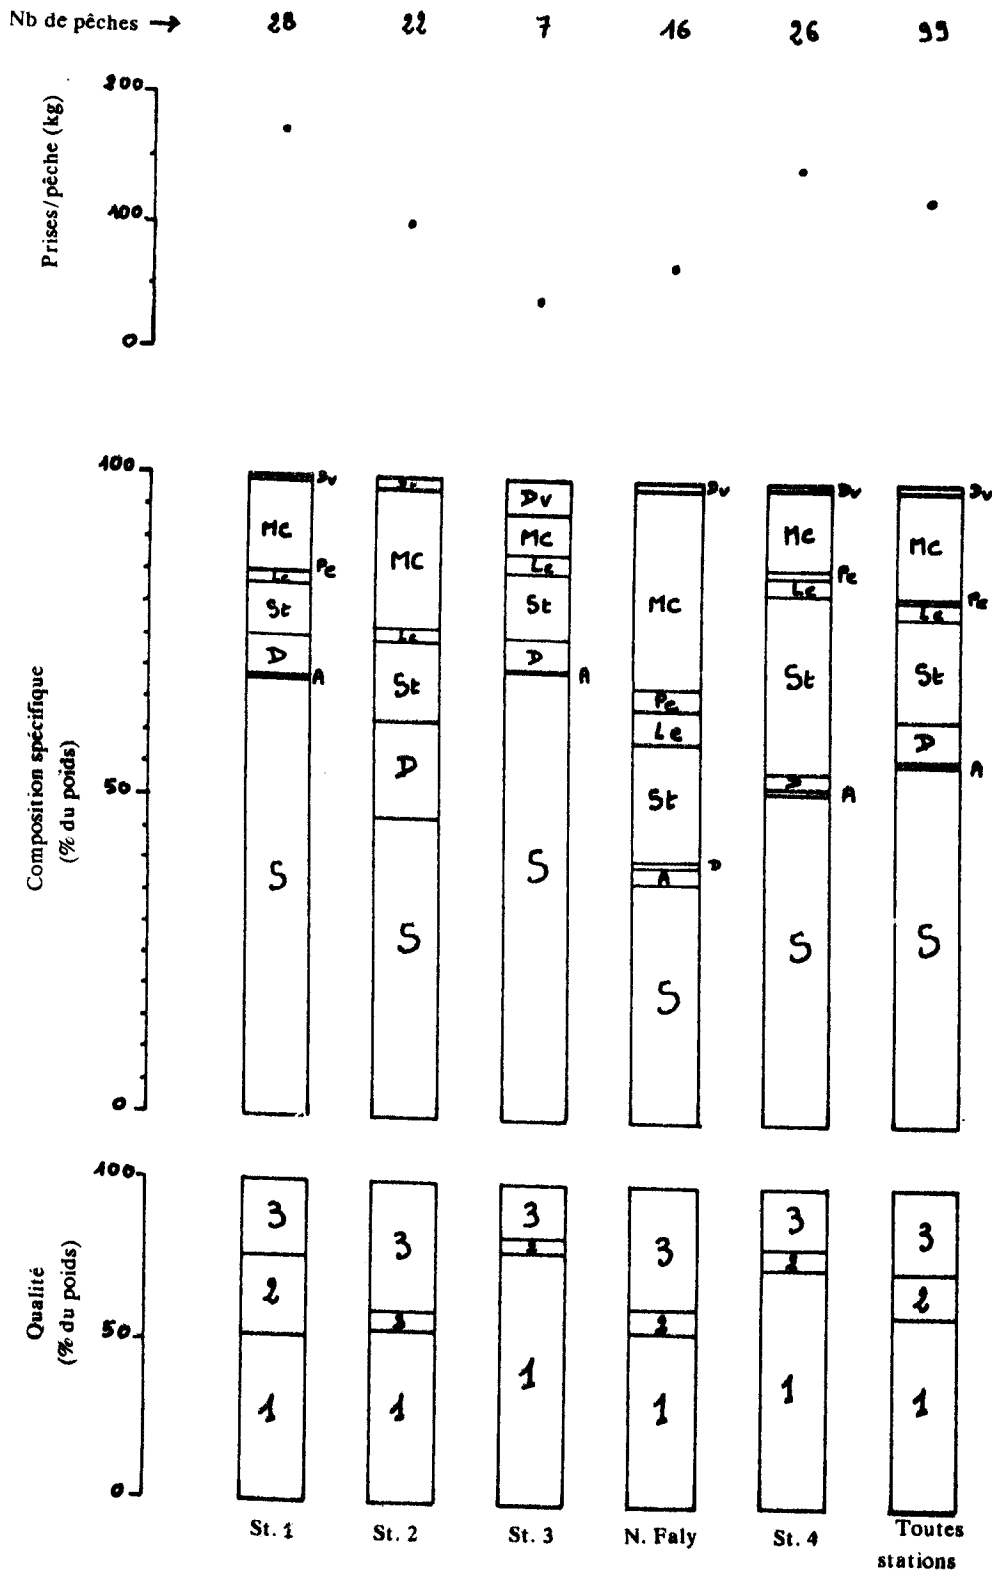 Nb de pêches → 28 22 7 16 26 99
Prises/pêche (kg)
200
100
0
Composition spécifique
(% du poids)
100
50
0
Dv
Mc
Pe
Le
St
D
A
S
Dv
Mc
Le
St
D
S
Dv
Mc
Le
St
D
A
S
Dv
Mc
Pe
Le
St
D
A
S
Dv
Mc
Pe
Le
St
D
A
S
Dv
Mc
Pe
Le
St
D
A
S
Qualité
(% du poids)
100
50
0
3
2
1
3
2
1
3
2
1
3
2
1
3
2
1
3
2
1
St. 1 St. 2 St. 3 N. Faly St. 4 Toutes
stations